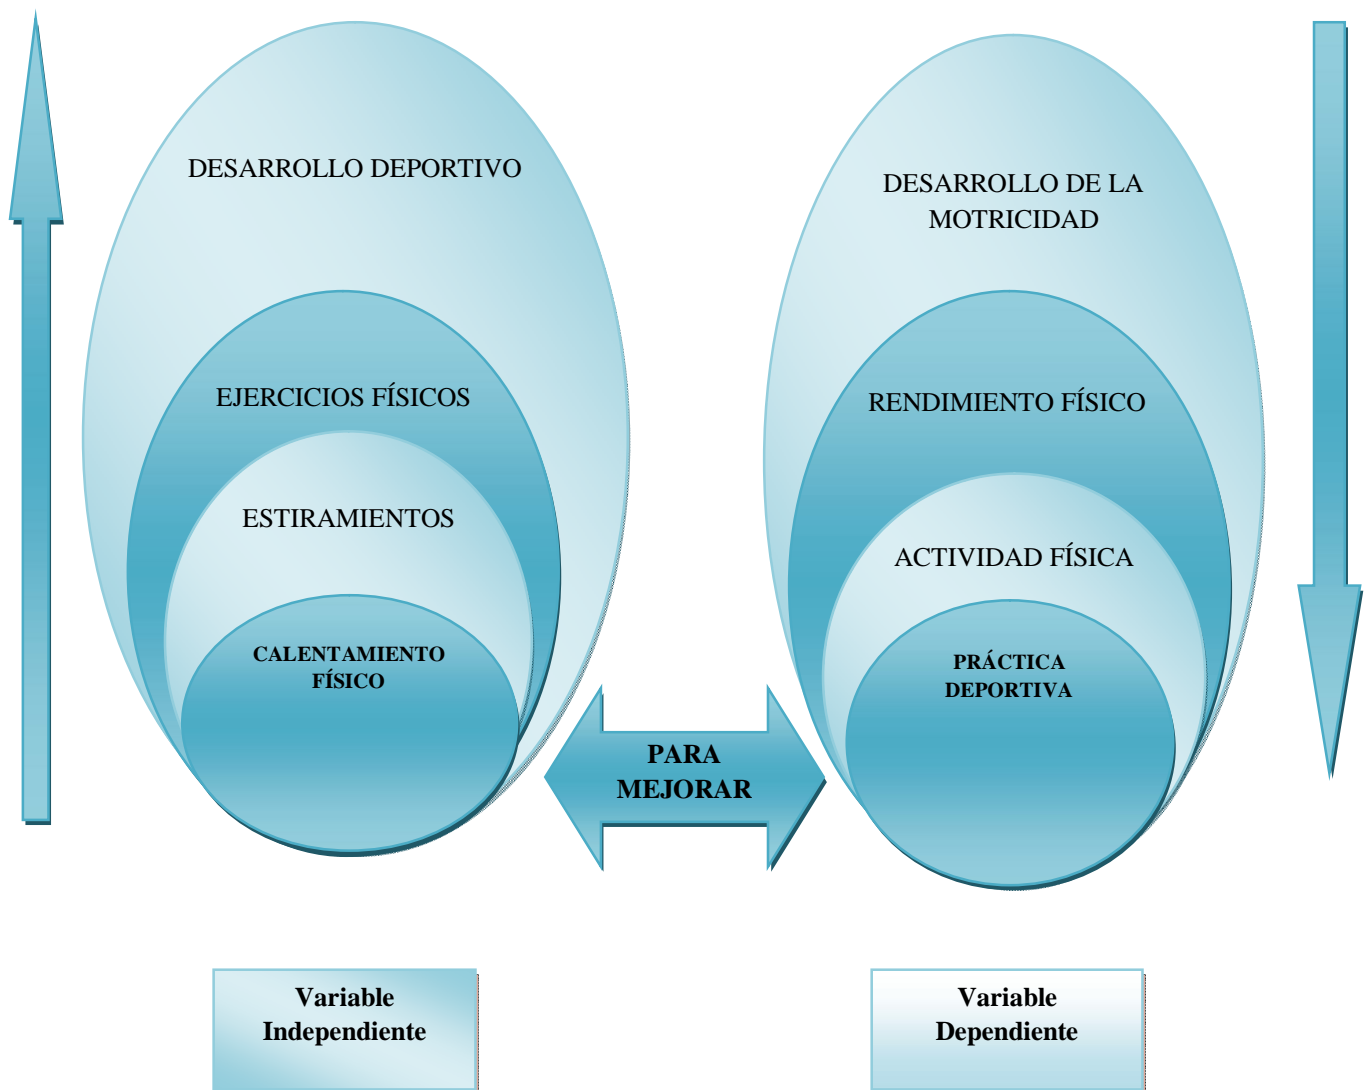 DESARROLLO DEPORTIVO
EJERCICIOS FÍSICOS
ESTIRAMIENTOS
CALENTAMIENTO
FÍSICO
DESARROLLO DE LA
MOTRICIDAD
RENDIMIENTO FÍSICO
ACTIVIDAD FÍSICA
PRÁCTICA
DEPORTIVA
PARA
MEJORAR
Variable
Independiente
Variable
Dependiente